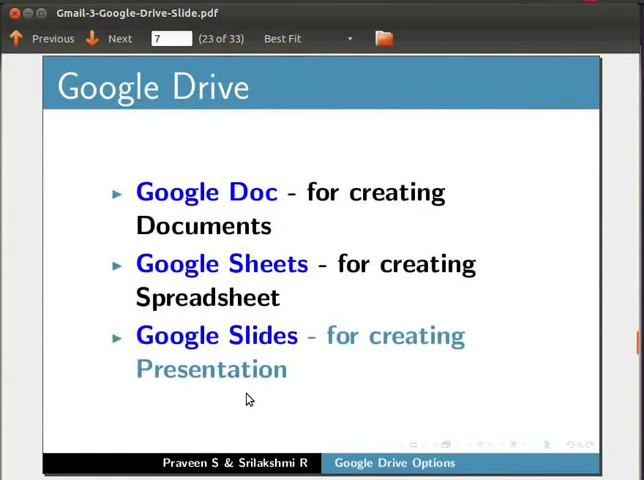 Gmail-3-Google-Drive-Slide.pdf
Previous Next 7 (23 of 33) Best Fit
Google Drive
Google Doc - for creating
Documents
Google Sheets - for creating
Spreadsheet
Google Slides - for creating
Presentation
Praveen S & Srilakshmi R Google Drive Options